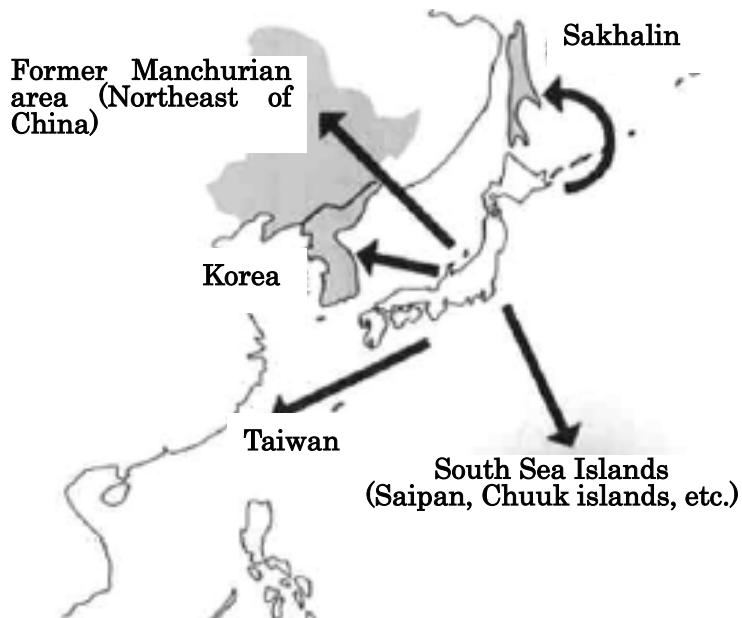 Sakhalin
Former Manchurian
area (Northeast of
China)
Korea
Taiwan
South Sea Islands
(Saipan, Chuuk islands, etc.)